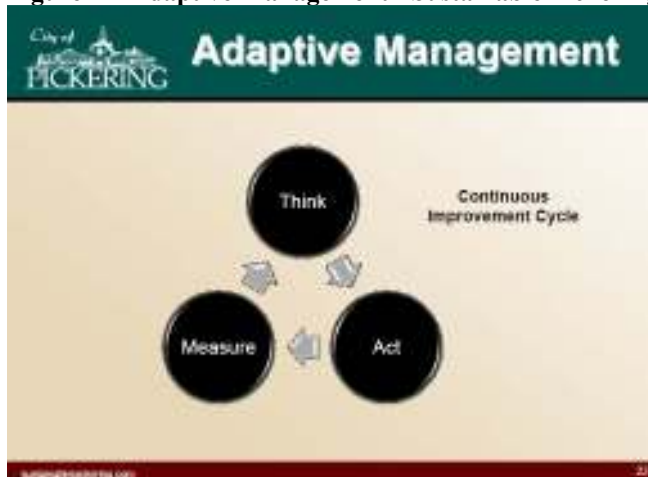 City of
PICKERING
Adaptive Management
Think
Continuous
Improvement Cycle
Measure
Act